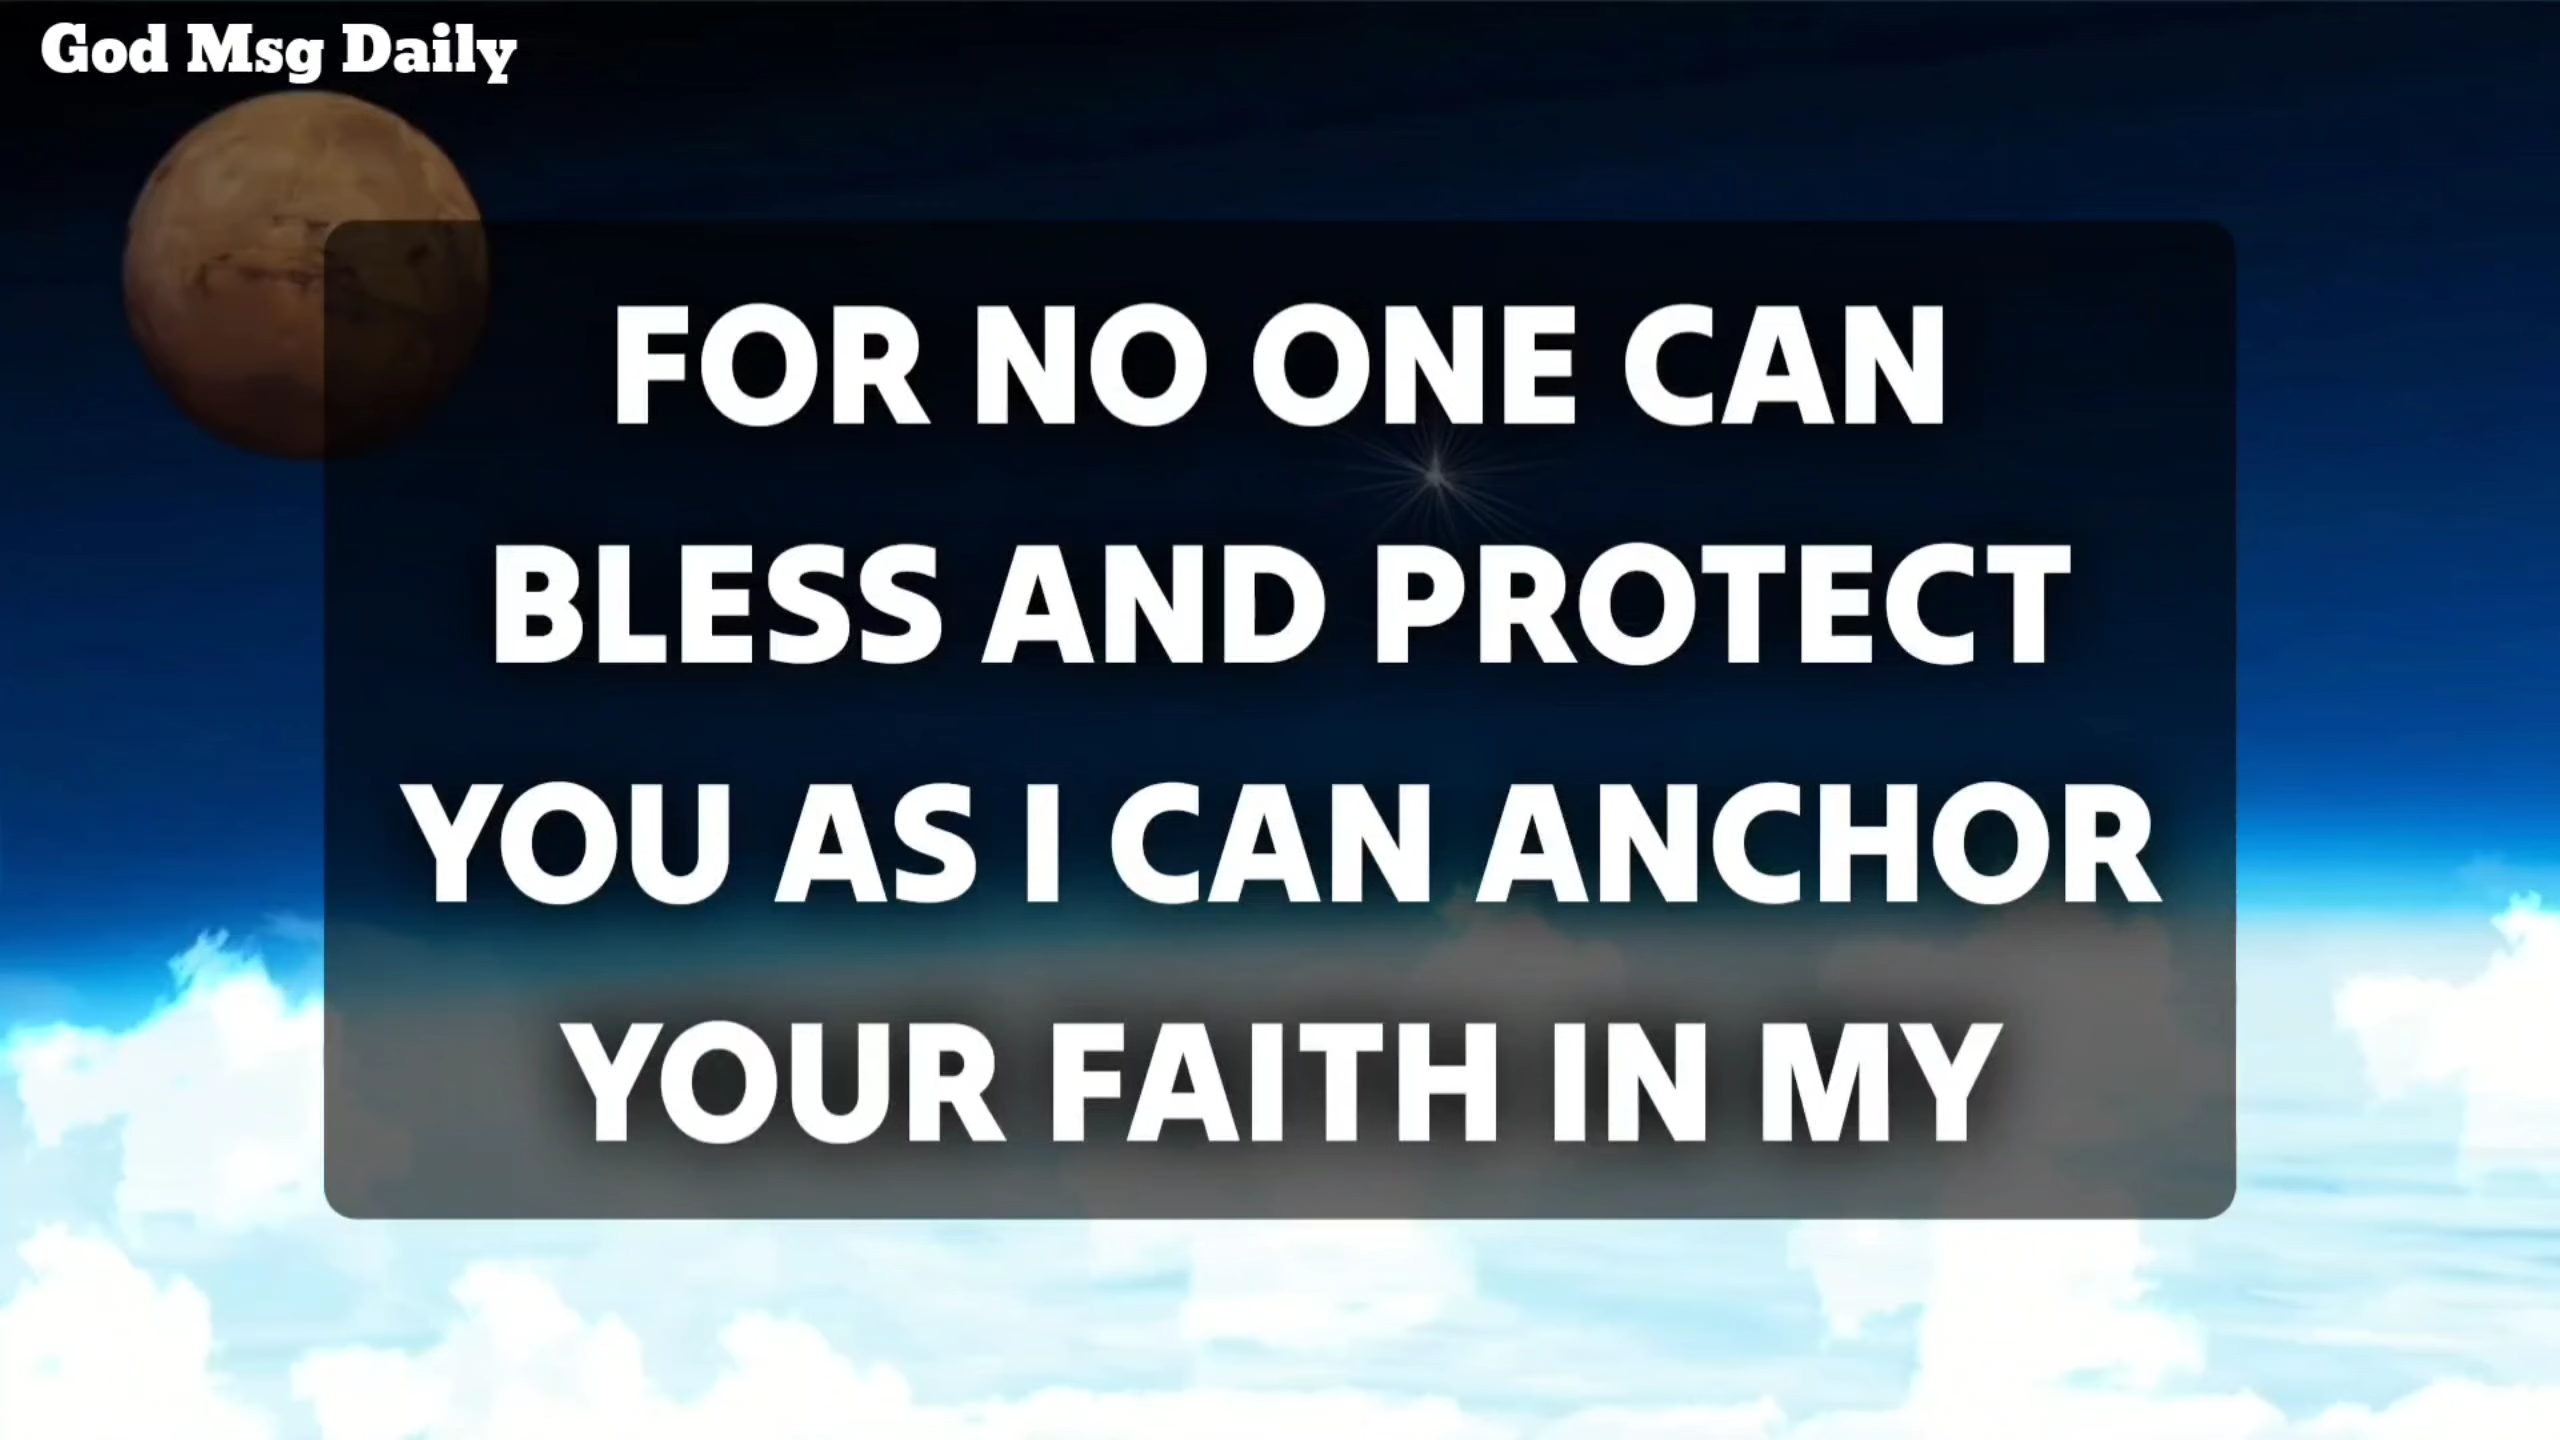 God Msg Daily
FOR NO ONE CAN
BLESS AND PROTECT
YOU AS I CAN ANCHOR
YOUR FAITH IN MY